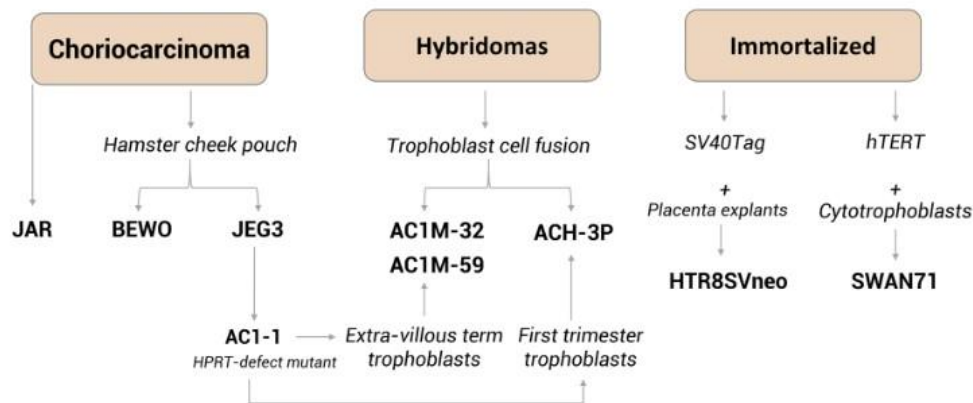 Choriocarcinoma
Hybridomas
Immortalized
Hamster cheek pouch
Trophoblast cell fusion
SV40Tag
hTERT
+
+
Placenta explants
Cytotrophoblasts
JAR
BEWO
JEG3
AC1M-32
AC1M-59
ACH-3P
HTR8SVneo
SWAN71
AC1-1
HPRT-defect mutant
Extra-villous term
trophoblasts
First trimester
trophoblasts